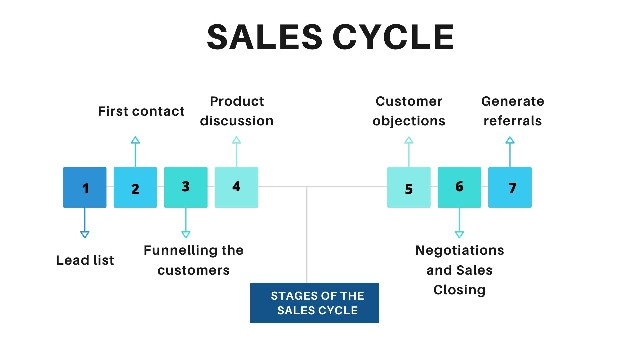 SALES CYCLE
First contact
Product
discussion
Customer
objections
Generate
referrals
1
2
3
4
5
6
7
Lead list
Funnelling the
customers
Negotiations
and Sales
Closing
STAGES OF THE
SALES CYCLE